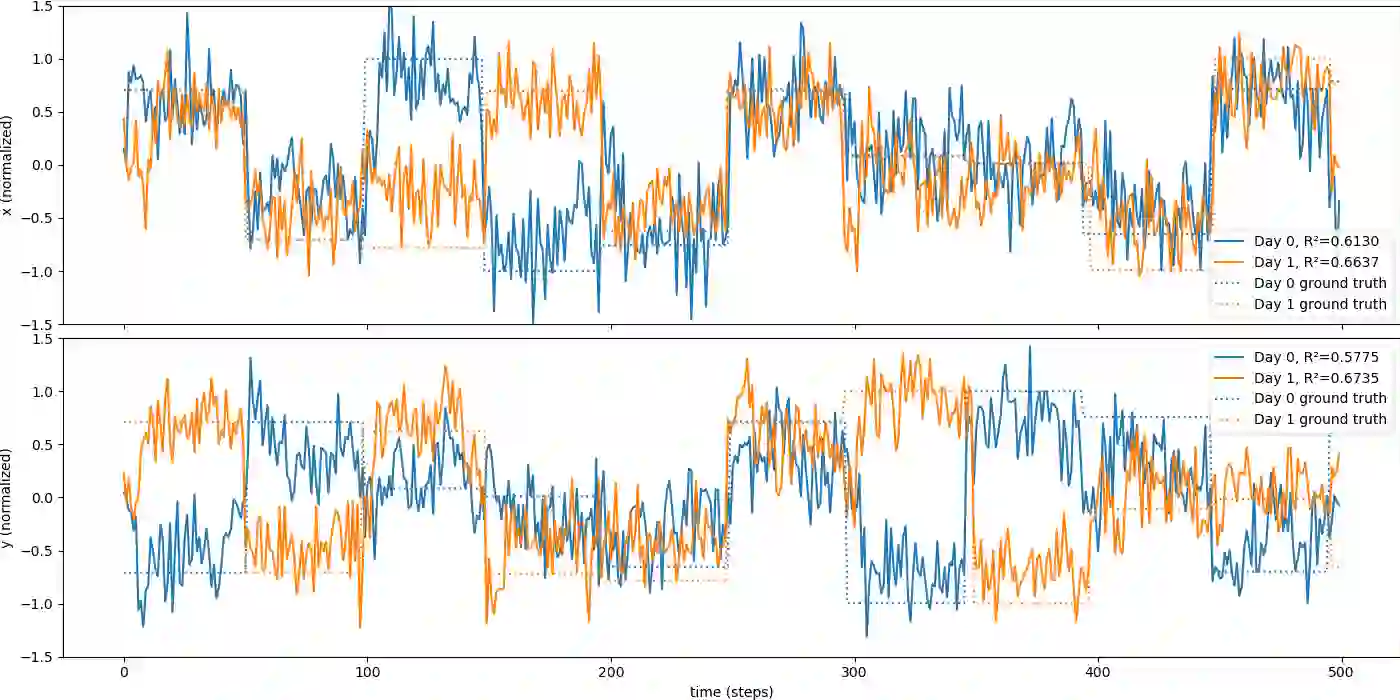 1.5
1.0
0.5
0.0
−0.5
−1.0
−1.5
x (normalized)
Day 0, R²=0.6130
Day 1, R²=0.6637
Day 0 ground truth
Day 1 ground truth
1.5
1.0
0.5
0.0
−0.5
−1.0
−1.5
y (normalized)
Day 0, R²=0.5775
Day 1, R²=0.6735
Day 0 ground truth
Day 1 ground truth
0 100 200 300 400 500
time (steps)